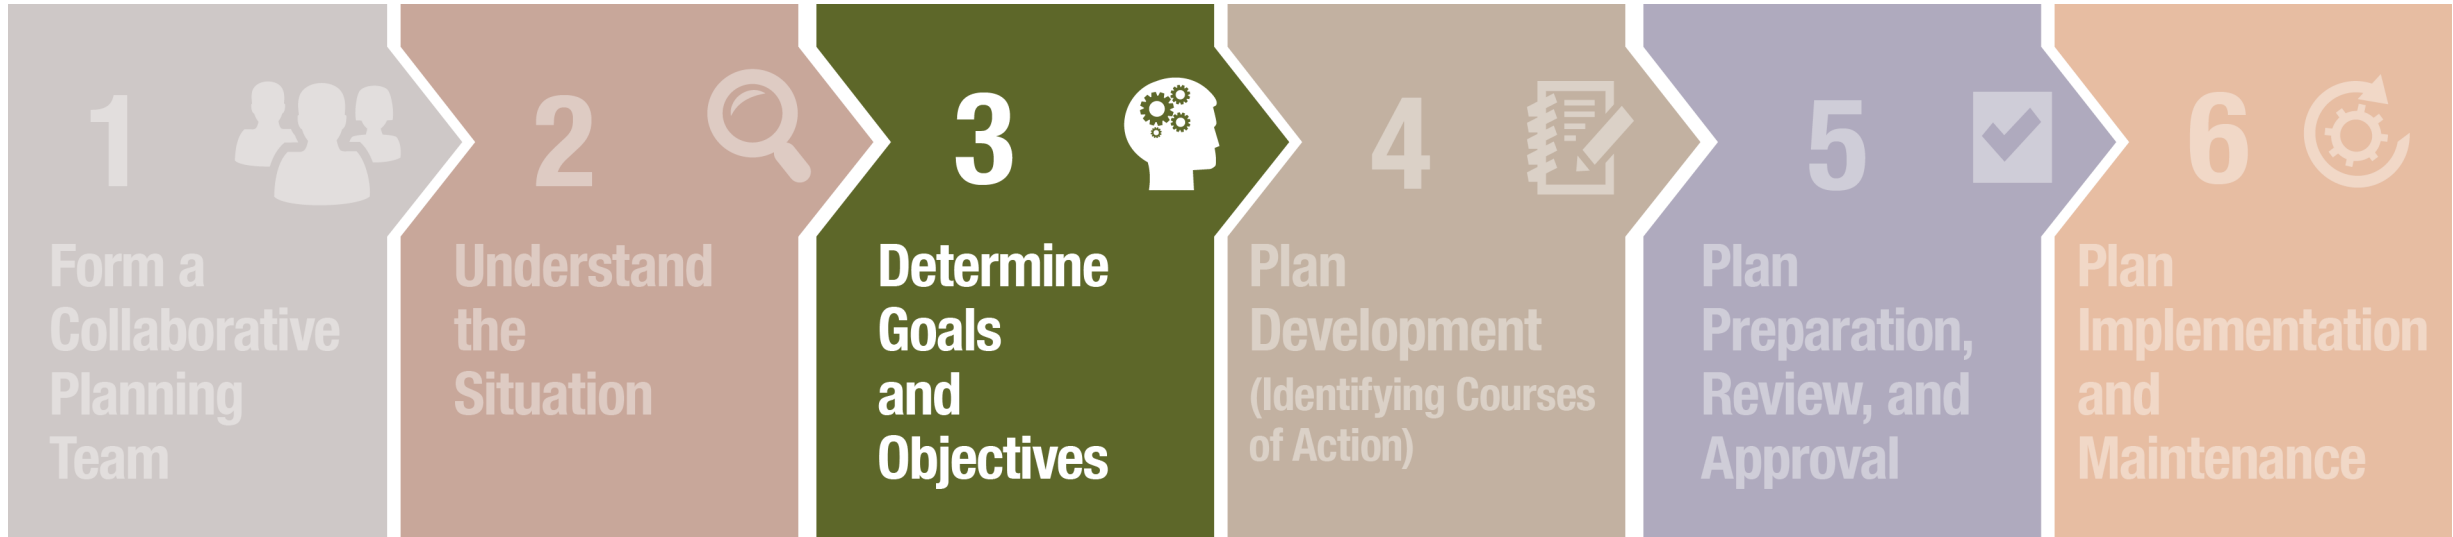 1
Form a
Collaborative
Planning
Team
2
Understand
the
Situation
3
Determine
Goals
and
Objectives
4
Plan
Development
(Identifying Courses
of Action)
5
Plan
Preparation,
Review, and
Approval
6
Plan
Implementation
and
Maintenance